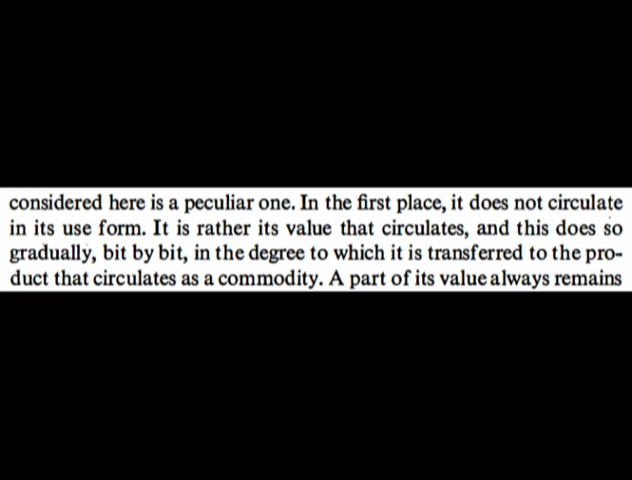 considered here is a peculiar one. In the first place, it does not circulate
in its use form. It is rather its value that circulates, and this does so
gradually, bit by bit, in the degree to which it is transferred to the pro-
duct that circulates as a commodity. A part of its value always remains